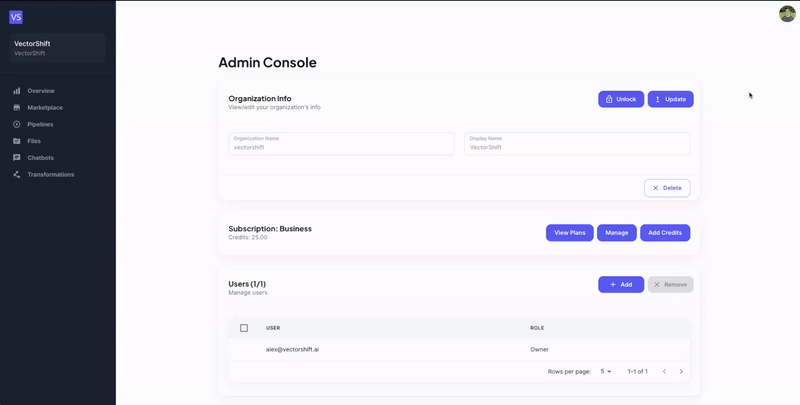 VS
VectorShift
VectorShift
Overview
Marketplace
Pipelines
Files
Chatbots
Transformations
Admin Console
Organization Info
View/edit your organization's info
Unlock
Update
Organization Name
vectorshift
Display Name
VectorShift
Delete
Subscription: Business
Credits: 25.00
View Plans
Manage
Add Credits
Users (1/1)
Manage users
Add
Remove
USER
ROLE
alex@vectorshift.ai
Owner
Rows per page: 5
1–1 of 1